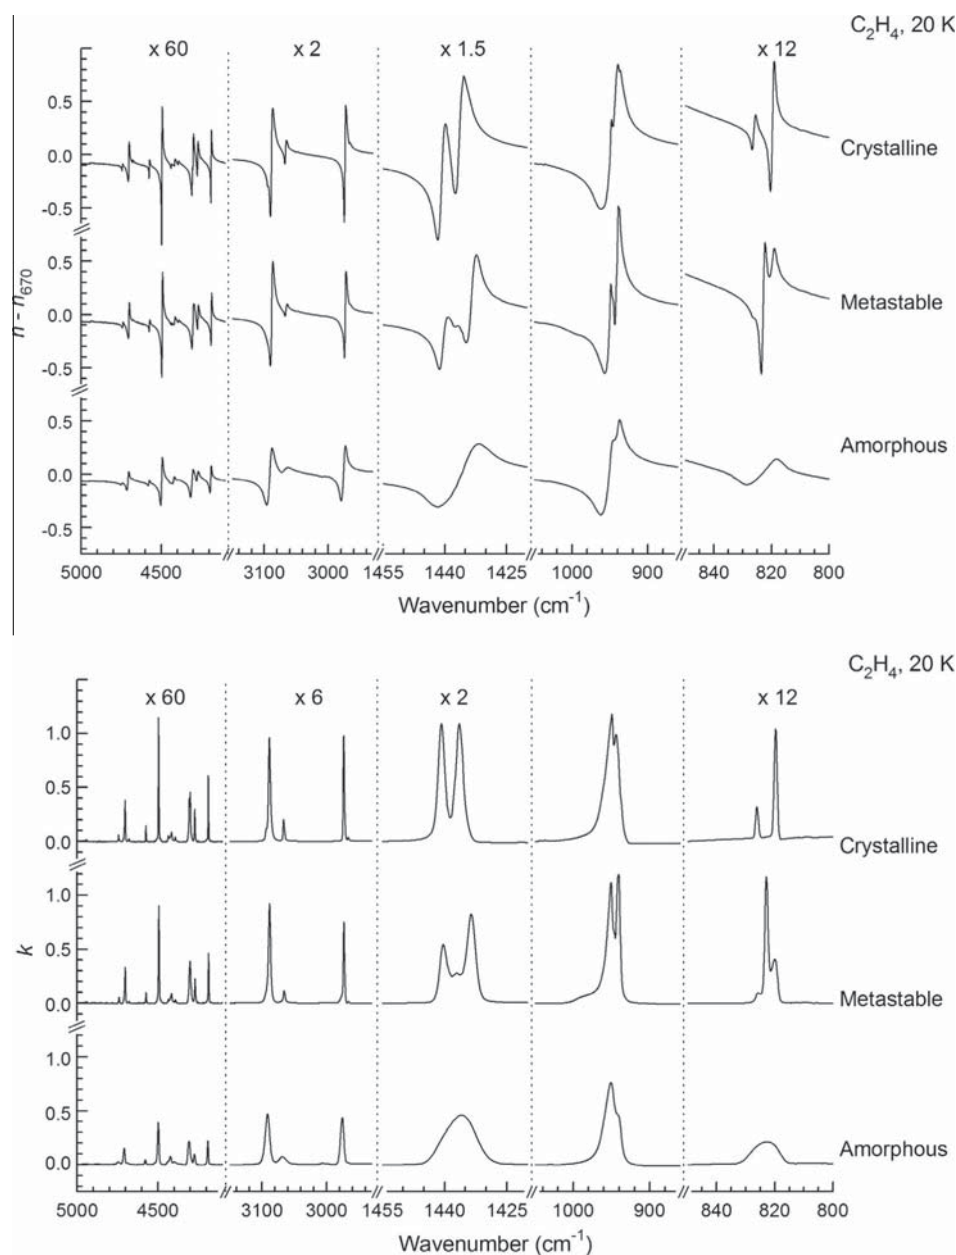 C₂H₄, 20 K
x 60 x 2 x 1.5 x 12
0.5
0.0 Crystalline
-0.5
0.5
0.0 Metastable
-0.5
n - n₆₇₀
0.5 Amorphous
0.0
-0.5
5000 4500 3100 3000 1455 1440 1425 1000 900 840 820 800
Wavenumber (cm⁻¹)
C₂H₄, 20 K
x 60 x 6 x 2 x 12
1.0
0.5
0.0 Crystalline
1.0
k
0.5
0.0 Metastable
1.0
0.5
0.0 Amorphous
5000 4500 3100 3000 1455 1440 1425 1000 900 840 820 800
Wavenumber (cm⁻¹)